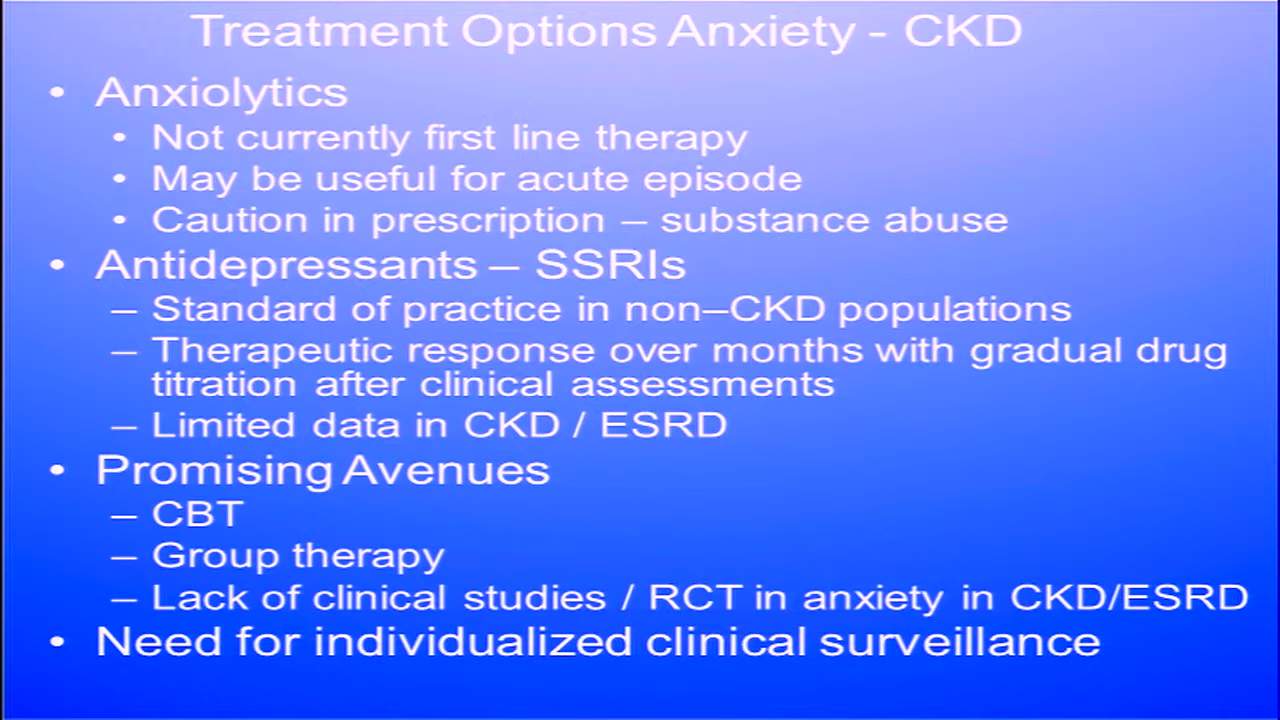 Treatment Options Anxiety - CKD
• Anxiolytics
• Not currently first line therapy
• May be useful for acute episode
• Caution in prescription – substance abuse
• Antidepressants – SSRIs
– Standard of practice in non–CKD populations
– Therapeutic response over months with gradual drug
titration after clinical assessments
– Limited data in CKD / ESRD
• Promising Avenues
– CBT
– Group therapy
– Lack of clinical studies / RCT in anxiety in CKD/ESRD
• Need for individualized clinical surveillance